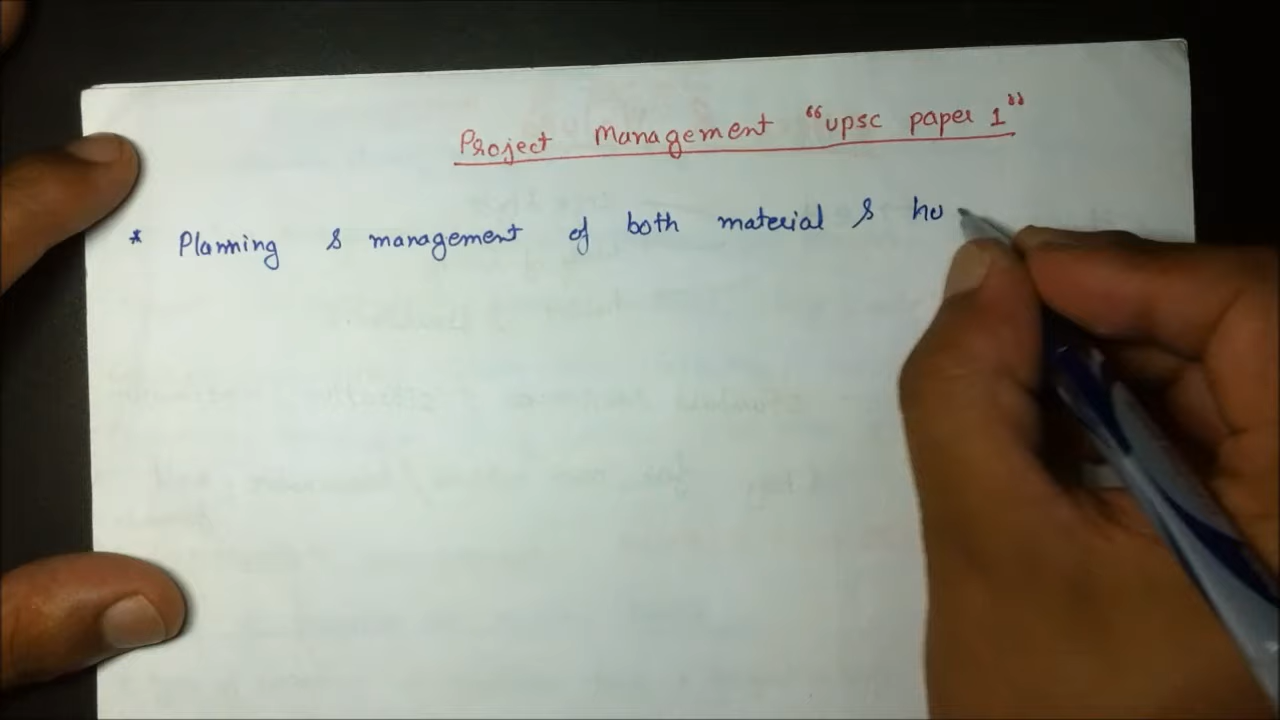 Project Management "upsc paper 1"
* Planning & management of both material & hu